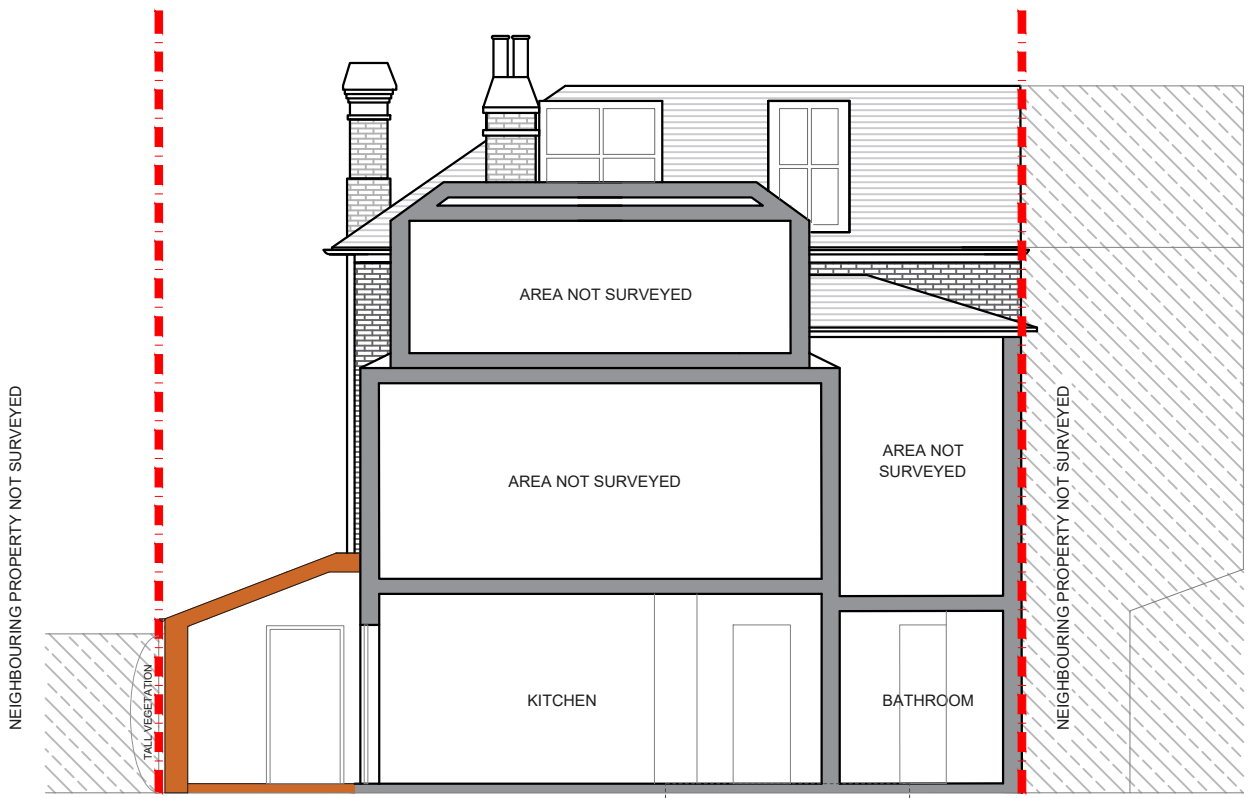 AREA NOT SURVEYED
NEIGHBOURING PROPERTY NOT SURVEYED
AREA NOT SURVEYED
AREA NOT
SURVEYED
NEIGHBOURING PROPERTY NOT SURVEYED
TALL VEGETATION
KITCHEN
BATHROOM